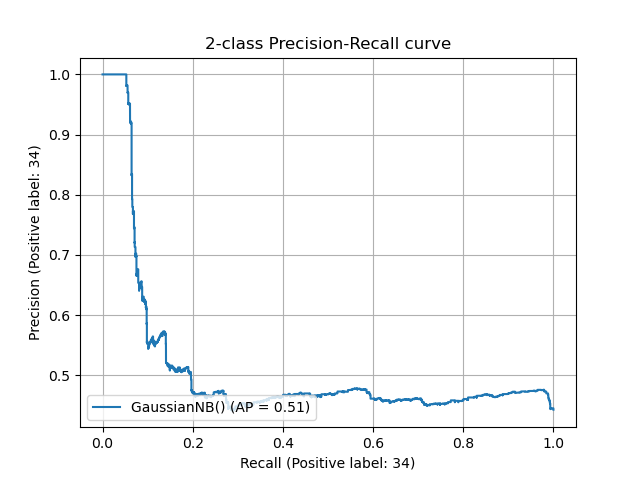 2-class Precision-Recall curve
1.0
0.9
0.8
0.7
0.6
0.5
Precision (Positive label: 34)
GaussianNB() (AP = 0.51)
0.0 0.2 0.4 0.6 0.8 1.0
Recall (Positive label: 34)